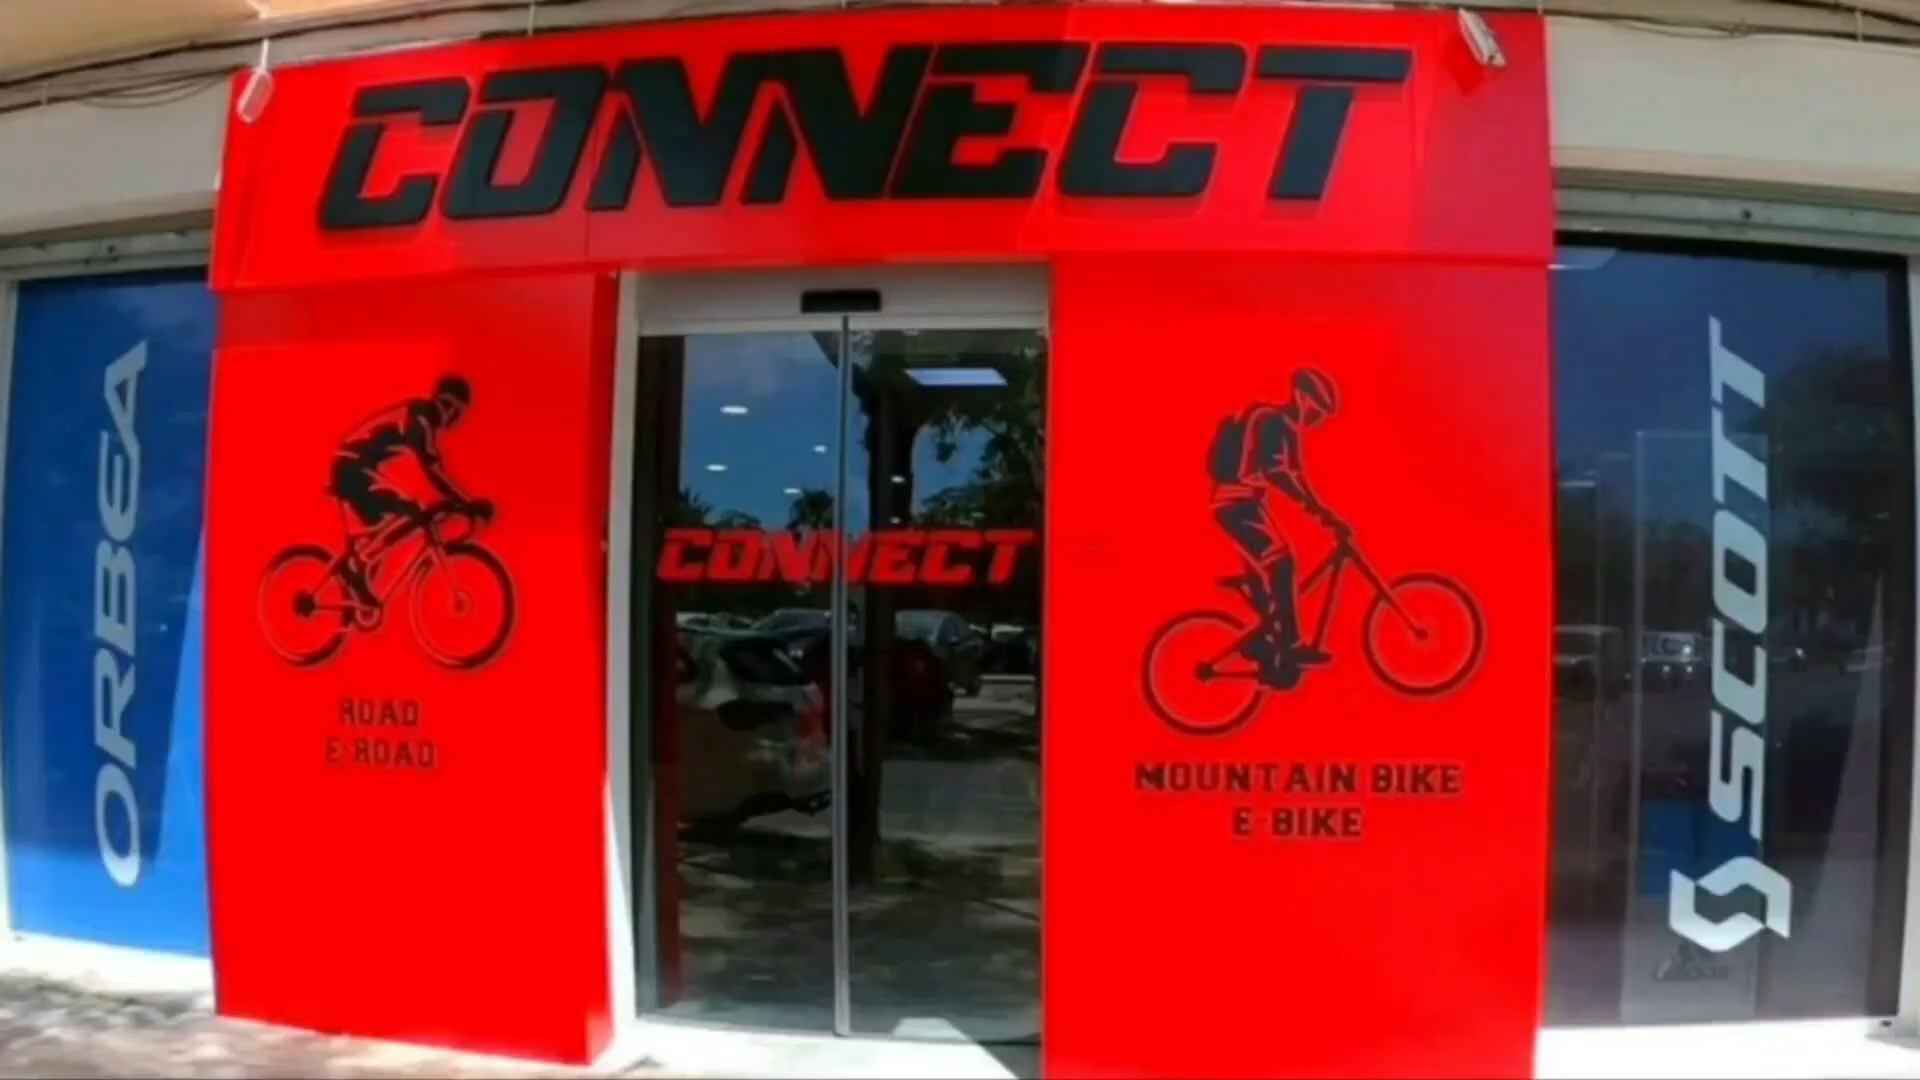 CONNECT
ORBEA
ROAD
E-ROAD
CONNECT
MOUNTAIN BIKE
E-BIKE
SCOTT